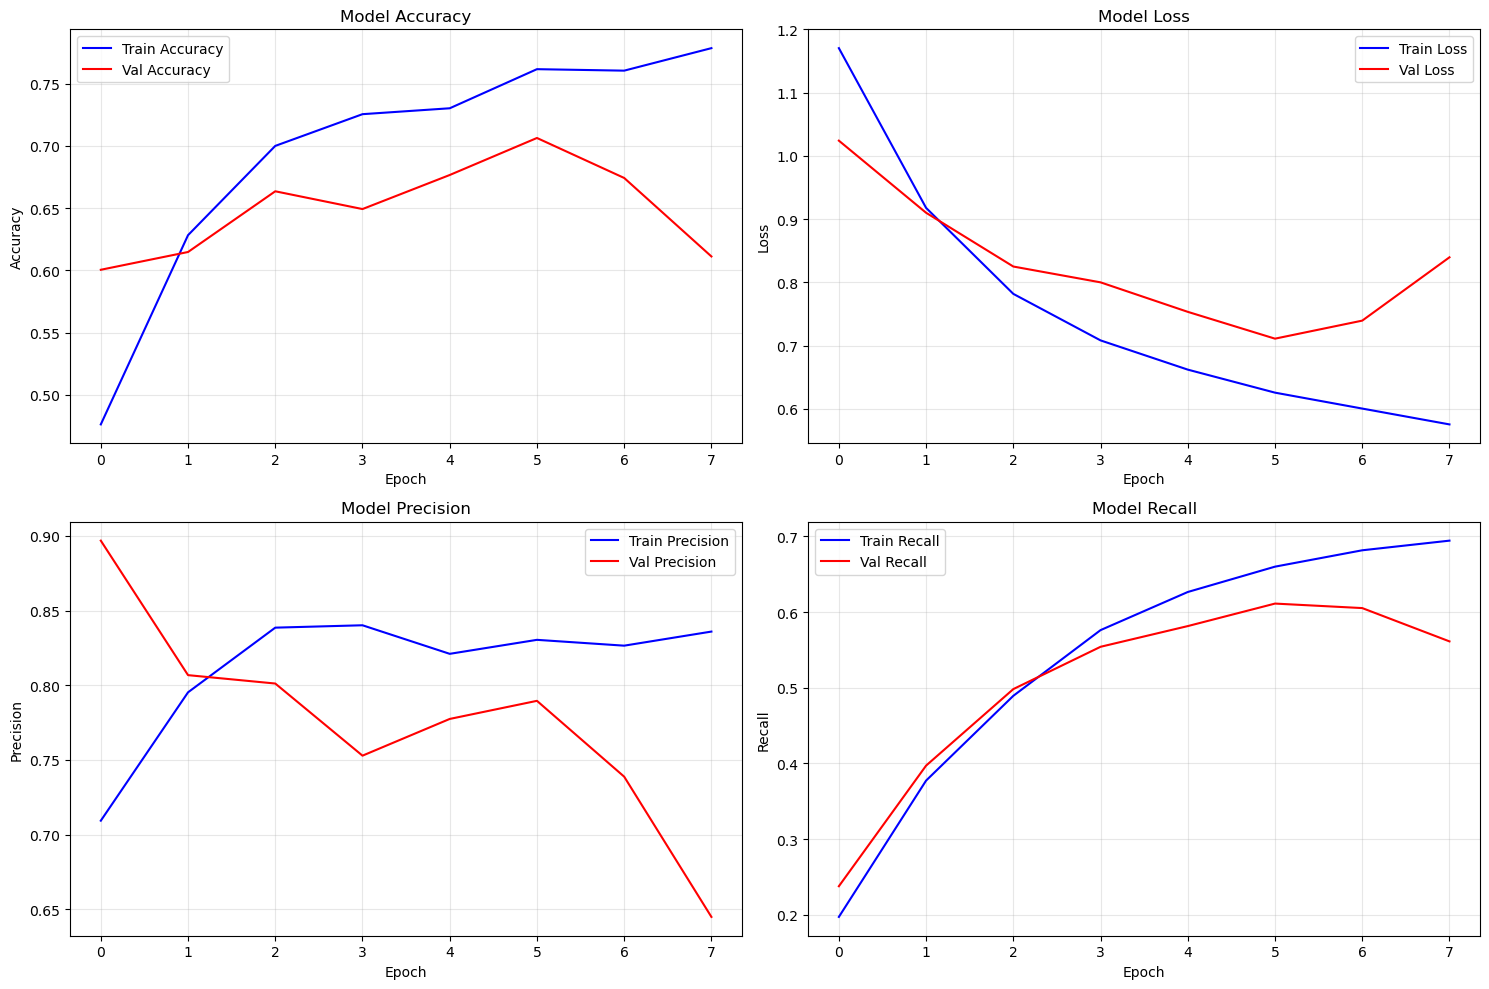 Model Accuracy
Train Accuracy
Val Accuracy
Accuracy
0.75
0.70
0.65
0.60
0.55
0.50
0 1 2 3 4 5 6 7
Epoch
Model Loss
Train Loss
Val Loss
Loss
1.2
1.1
1.0
0.9
0.8
0.7
0.6
0 1 2 3 4 5 6 7
Epoch
Model Precision
Train Precision
Val Precision
Precision
0.90
0.85
0.80
0.75
0.70
0.65
0 1 2 3 4 5 6 7
Epoch
Model Recall
Train Recall
Val Recall
Recall
0.7
0.6
0.5
0.4
0.3
0.2
0 1 2 3 4 5 6 7
Epoch